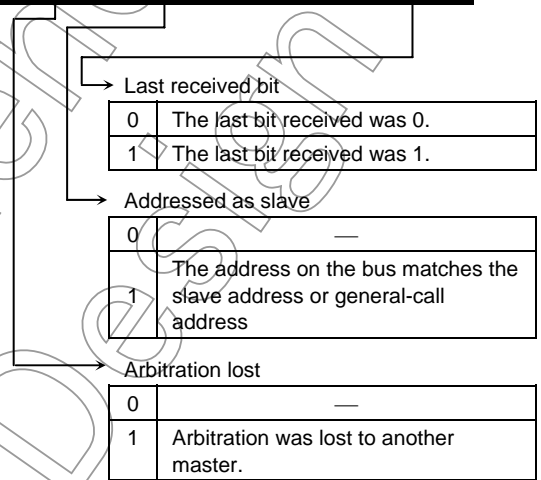 Last received bit
0 The last bit received was 0.
1 The last bit received was 1.
Addressed as slave
0 —
The address on the bus matches the
1 slave address or general-call
address
Arbitration lost
0 —
1 Arbitration was lost to another
master.
Design